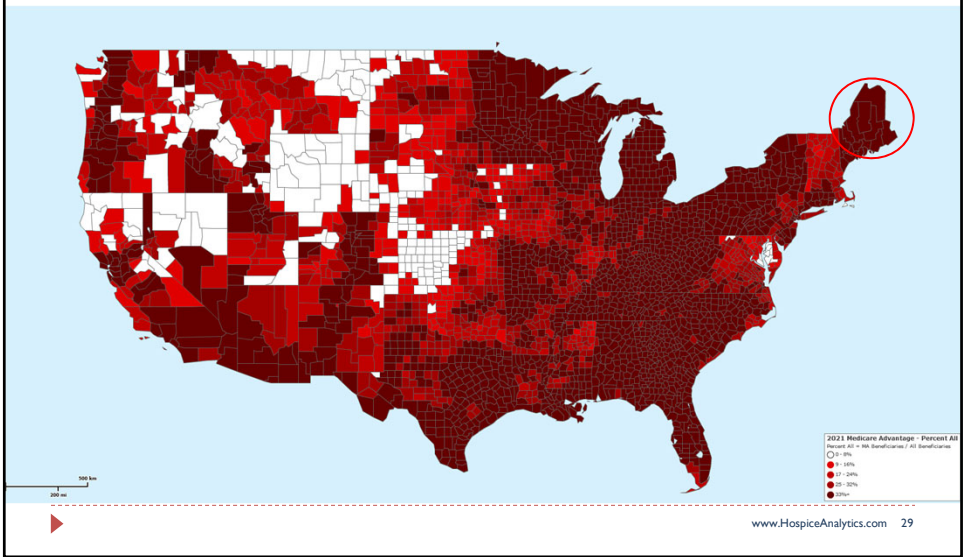 2021 Medicare Advantage - Percent All
Percent All = MA Beneficiaries / All Beneficiaries
0 - 8%
9 - 16%
17 - 24%
25 - 32%
33%+
500 km
200 mi
www.HospiceAnalytics.com 29